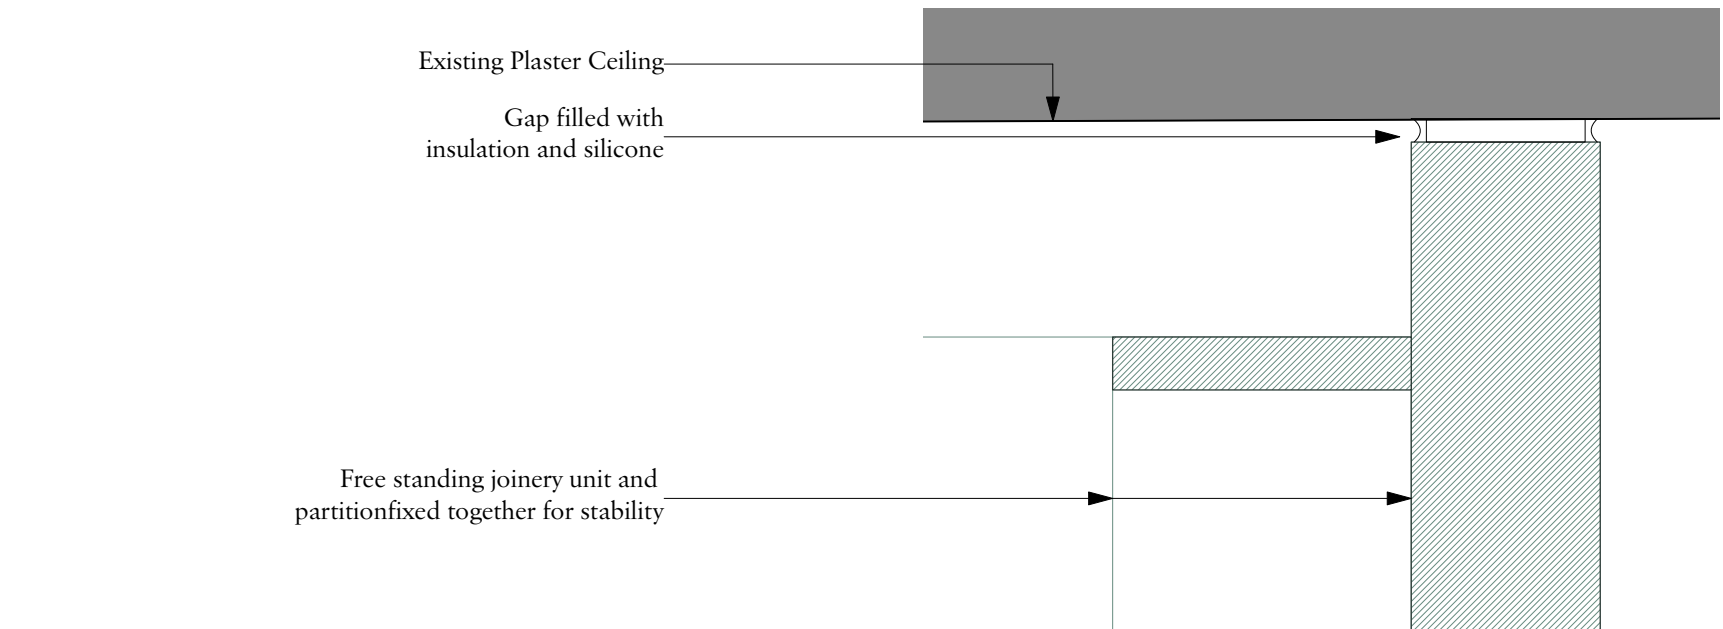 Existing Plaster Ceiling
Gap filled with
insulation and silicone
Free standing joinery unit and
partitionfixed together for stability